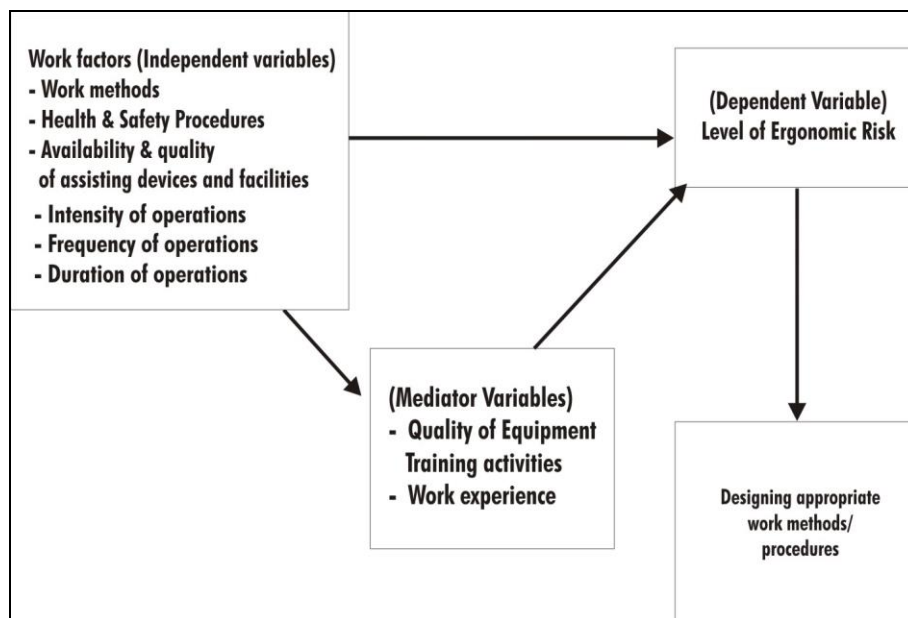 Work factors (Independent variables)
- Work methods
- Health & Safety Procedures
- Availability & quality
of assisting devices and facilities
- Intensity of operations
- Frequency of operations
- Duration of operations
(Dependent Variable)
Level of Ergonomic Risk
(Mediator Variables)
- Quality of Equipment
Training activities
- Work experience
Designing appropriate
work methods/
procedures